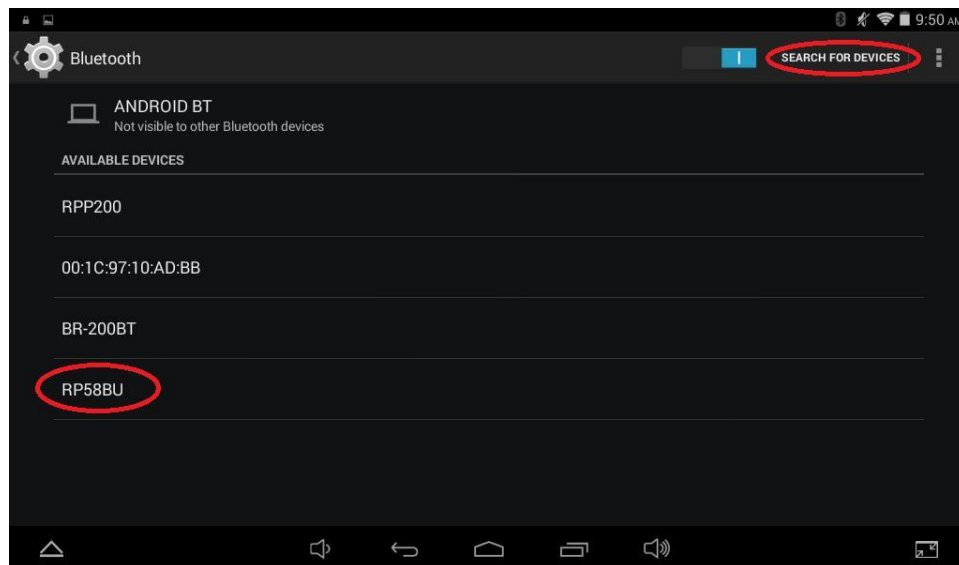 9:50 AM
Bluetooth
SEARCH FOR DEVICES
ANDROID BT
Not visible to other Bluetooth devices
AVAILABLE DEVICES
RPP200
00:1C:97:10:AD:BB
BR-200BT
RP58BU